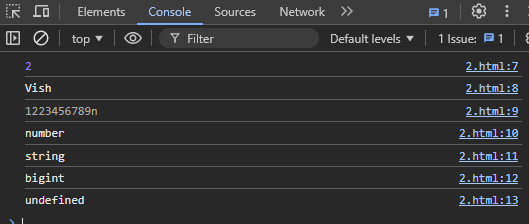 Elements Console Sources Network 1
top Filter Default levels 1 Issue: 1
2 2.html:7
Vish 2.html:8
1223456789n 2.html:9
number 2.html:10
string 2.html:11
bigint 2.html:12
undefined 2.html:13